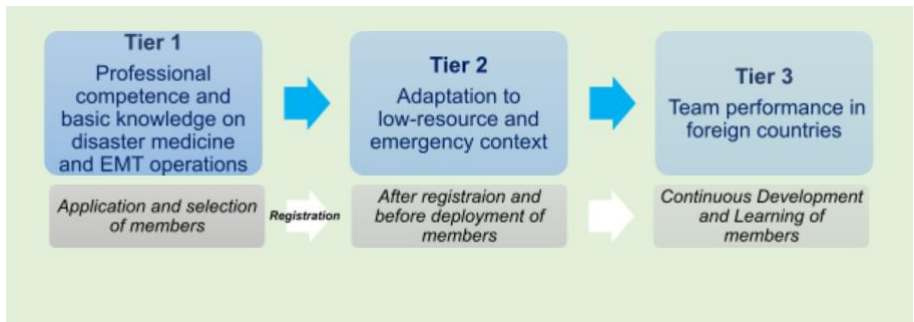 Tier 1
Professional
competence and
basic knowledge on
disaster medicine
and EMT operations
Tier 2
Adaptation to
low-resource and
emergency context
Tier 3
Team performance in
foreign countries
Application and selection
of members
Registration
After registraion and
before deployment of
members
Continuous Development
and Learning of
members